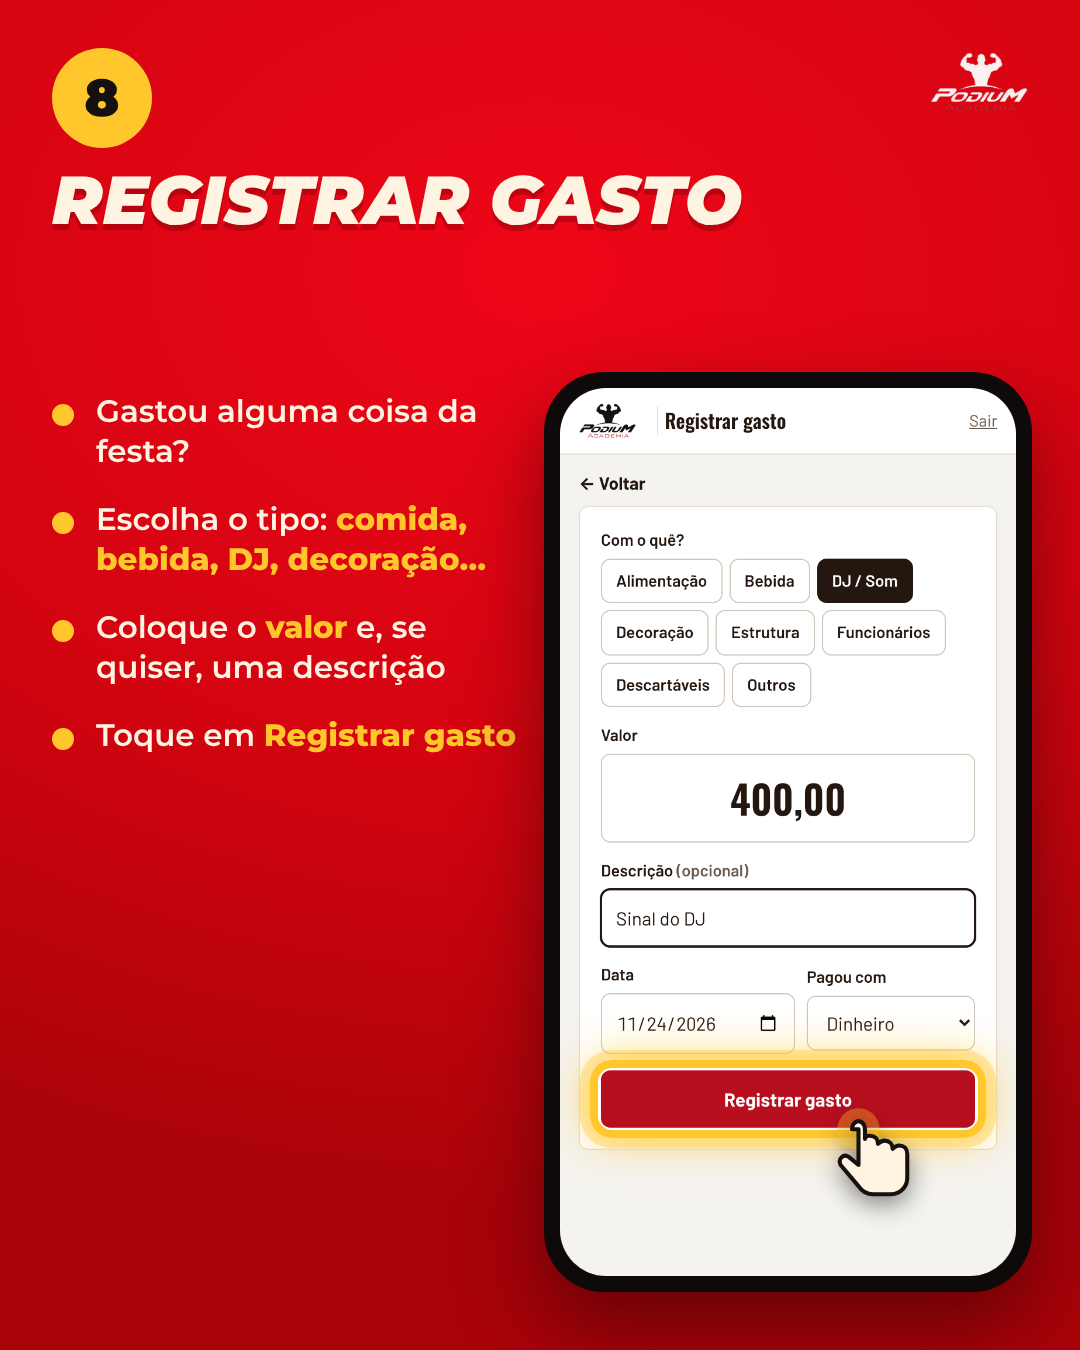 8
PODIUM
ACADEMIA
REGISTRAR GASTO
Gastou alguma coisa da
festa?
Escolha o tipo: comida,
bebida, DJ, decoração...
Coloque o valor e, se
quiser, uma descrição
Toque em Registrar gasto
PODIUM
ACADEMIA
Registrar gasto
Sair
← Voltar
Com o quê?
Alimentação
Bebida
DJ / Som
Decoração
Estrutura
Funcionários
Descartáveis
Outros
Valor
400,00
Descrição (opcional)
Sinal do DJ
Data
Pagou com
11/24/2026
Dinheiro
Registrar gasto